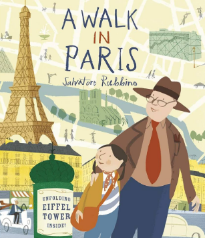 A WALK
IN
PARIS
Salvatore Rubbino
UNFOLDING
EIFFEL
TOWER
INSIDE!